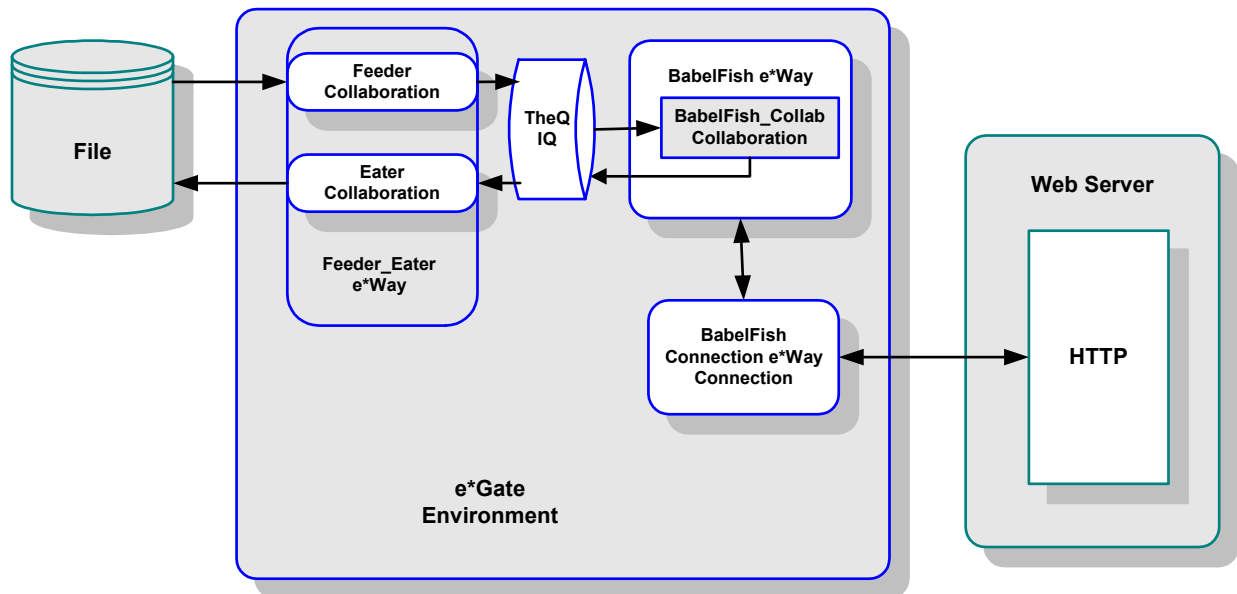 File
Feeder
Collaboration
Eater
Collaboration
Feeder_Eater
e*Way
TheQ
IQ
BabelFish e*Way
BabelFish_Collab
Collaboration
BabelFish
Connection e*Way
Connection
e*Gate
Environment
Web Server
HTTP